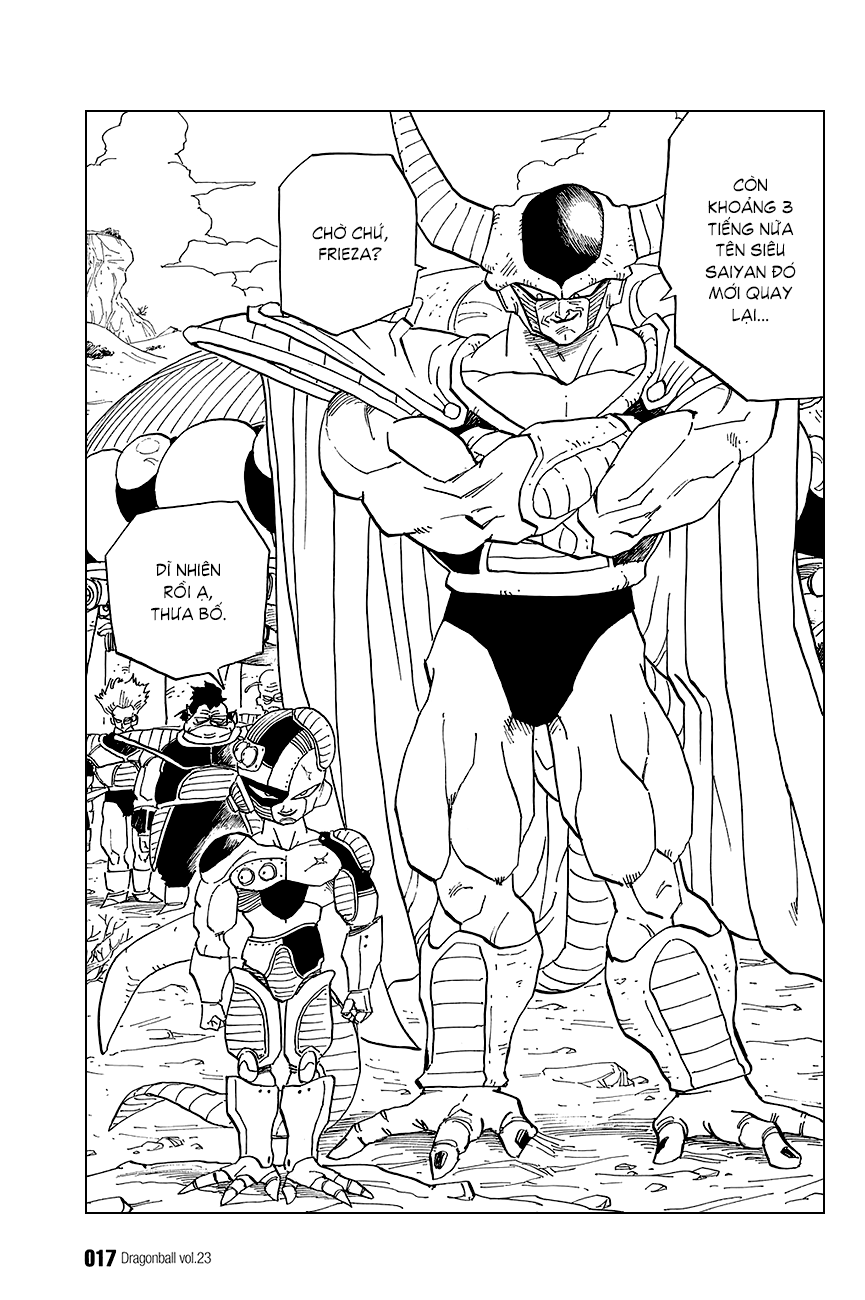 CÒN
KHOẢNG 3
TIẾNG NỮA
TÊN SIÊU
SAIYAN ĐÓ
MỚI QUAY
LẠI...
CHỜ CHỨ,
FRIEZA?
DĨ NHIÊN
RỒI Ạ,
THƯA BỐ.
017 Dragonball vol.23